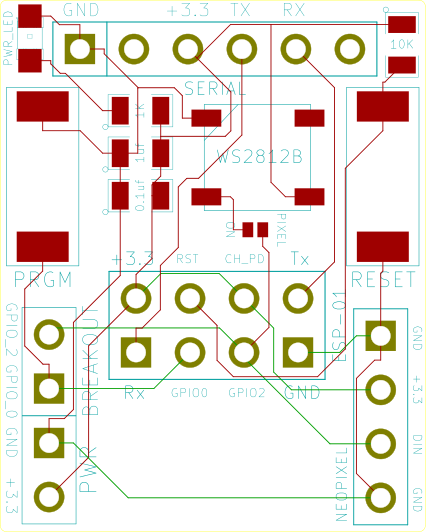 GND +3.3 TX RX
PWR_LED
10K
SERIAL
1K
1uf
WS2812B
0.1uf
ON PIXEL
PRGM +3.3 RST CH_PD Tx RESET
ESP-01
GPIO_2 GPIO_0 GND +3.3
BREAKOUT
PWR
Rx GPIO0 GPIO2 GND
NEOPIXEL
GND +3.3 DIN GND